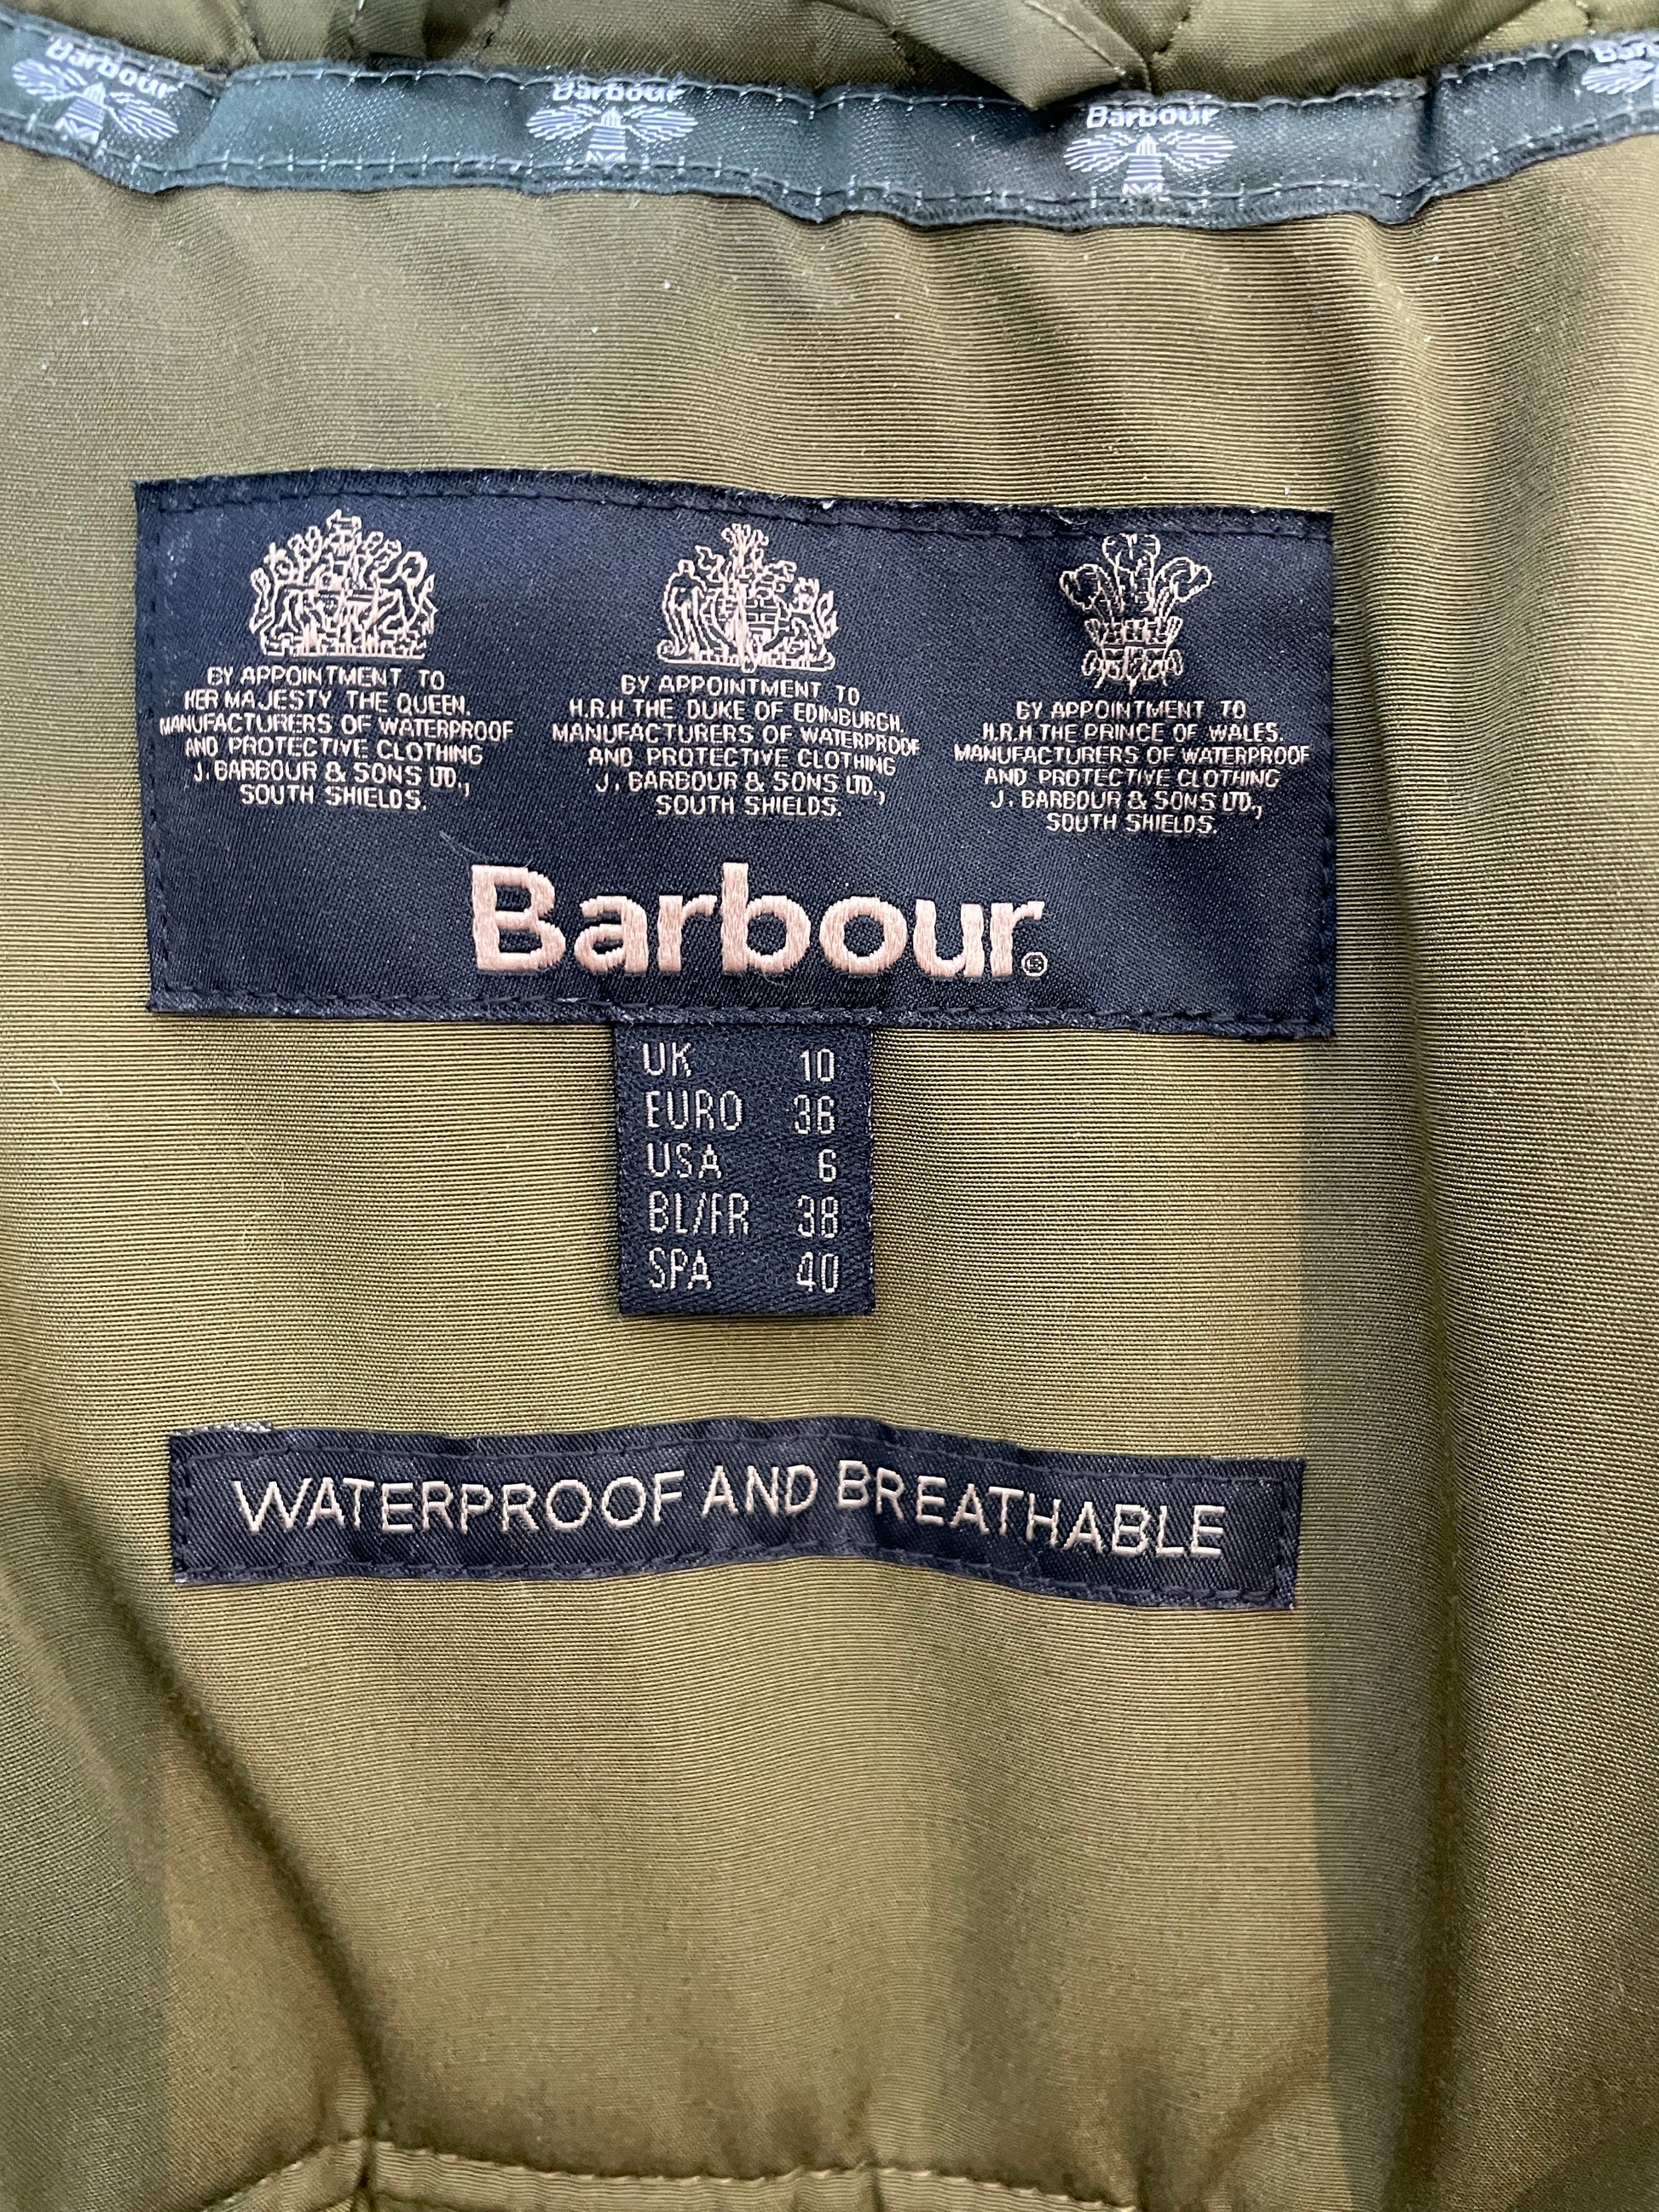 Barbour
Barbour
Barbour
BY APPOINTMENT TO
HER MAJESTY THE QUEEN,
MANUFACTURERS OF WATERPROOF
AND PROTECTIVE CLOTHING
J. BARBOUR & SONS LTD.,
SOUTH SHIELDS.
BY APPOINTMENT TO
H.R.H THE DUKE OF EDINBURGH,
MANUFACTURERS OF WATERPROOF
AND PROTECTIVE CLOTHING
J. BARBOUR & SONS LTD.,
SOUTH SHIELDS.
BY APPOINTMENT TO
H.R.H THE PRINCE OF WALES.
MANUFACTURERS OF WATERPROOF
AND PROTECTIVE CLOTHING
J. BARBOUR & SONS LTD.,
SOUTH SHIELDS.
Barbour®
UK 10
EURO 36
USA 6
BL/FR 38
SPA 40
WATERPROOF AND BREATHABLE